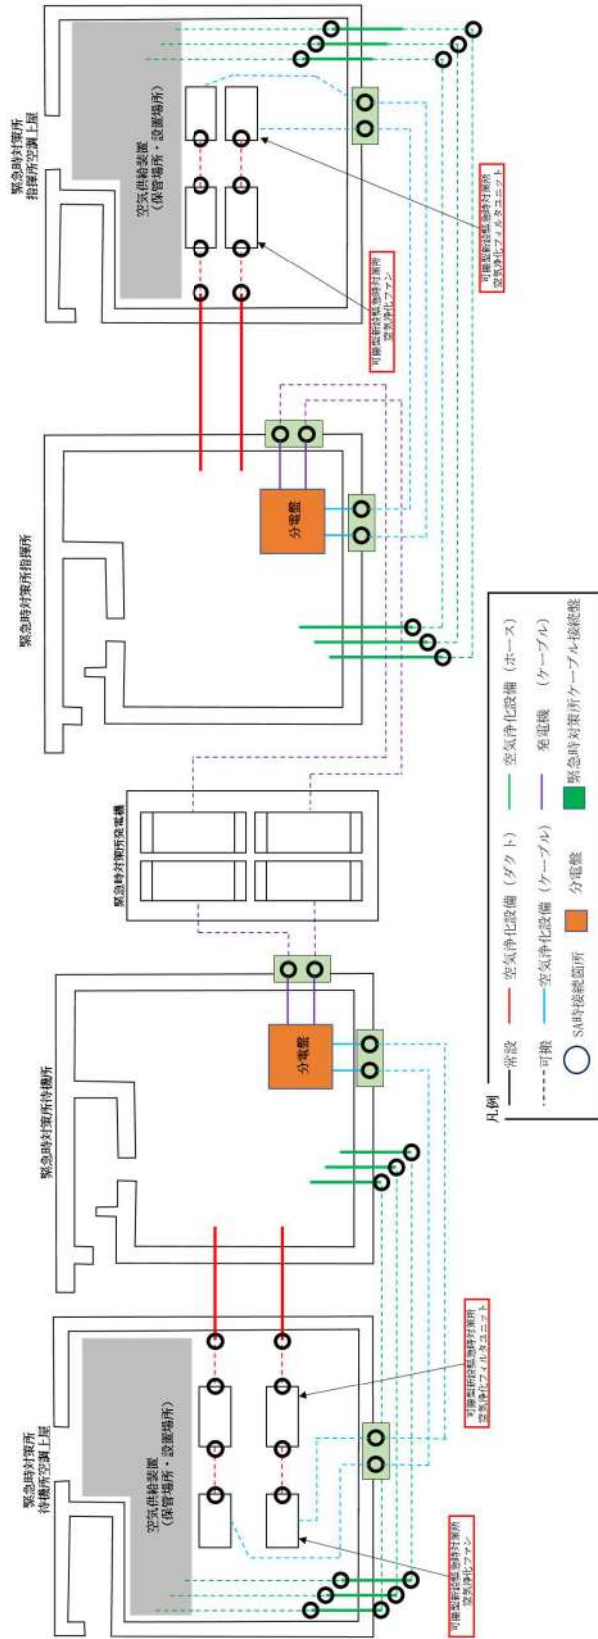 緊急時対策所
待機所空調上屋
空気供給装置
（保管場所・設置場所）
可搬型新設緊急時対策所
空気浄化ファン
可搬型新設緊急時対策所
空気浄化フィルタユニット
緊急時対策所待機所
分電盤
緊急時対策所発電機
緊急時対策所指揮所
分電盤
緊急時対策所
指揮所空調上屋
空気供給装置
（保管場所・設置場所）
可搬型新設緊急時対策所
空気浄化ファン
可搬型新設緊急時対策所
空気浄化フィルタユニット
凡例
常設 空気浄化設備（ダクト） 空気浄化設備（ホース）
可搬 空気浄化設備（ケーブル） 発電機 （ケーブル）
SA時接続箇所 分電盤 緊急時対策所ケーブル接続盤